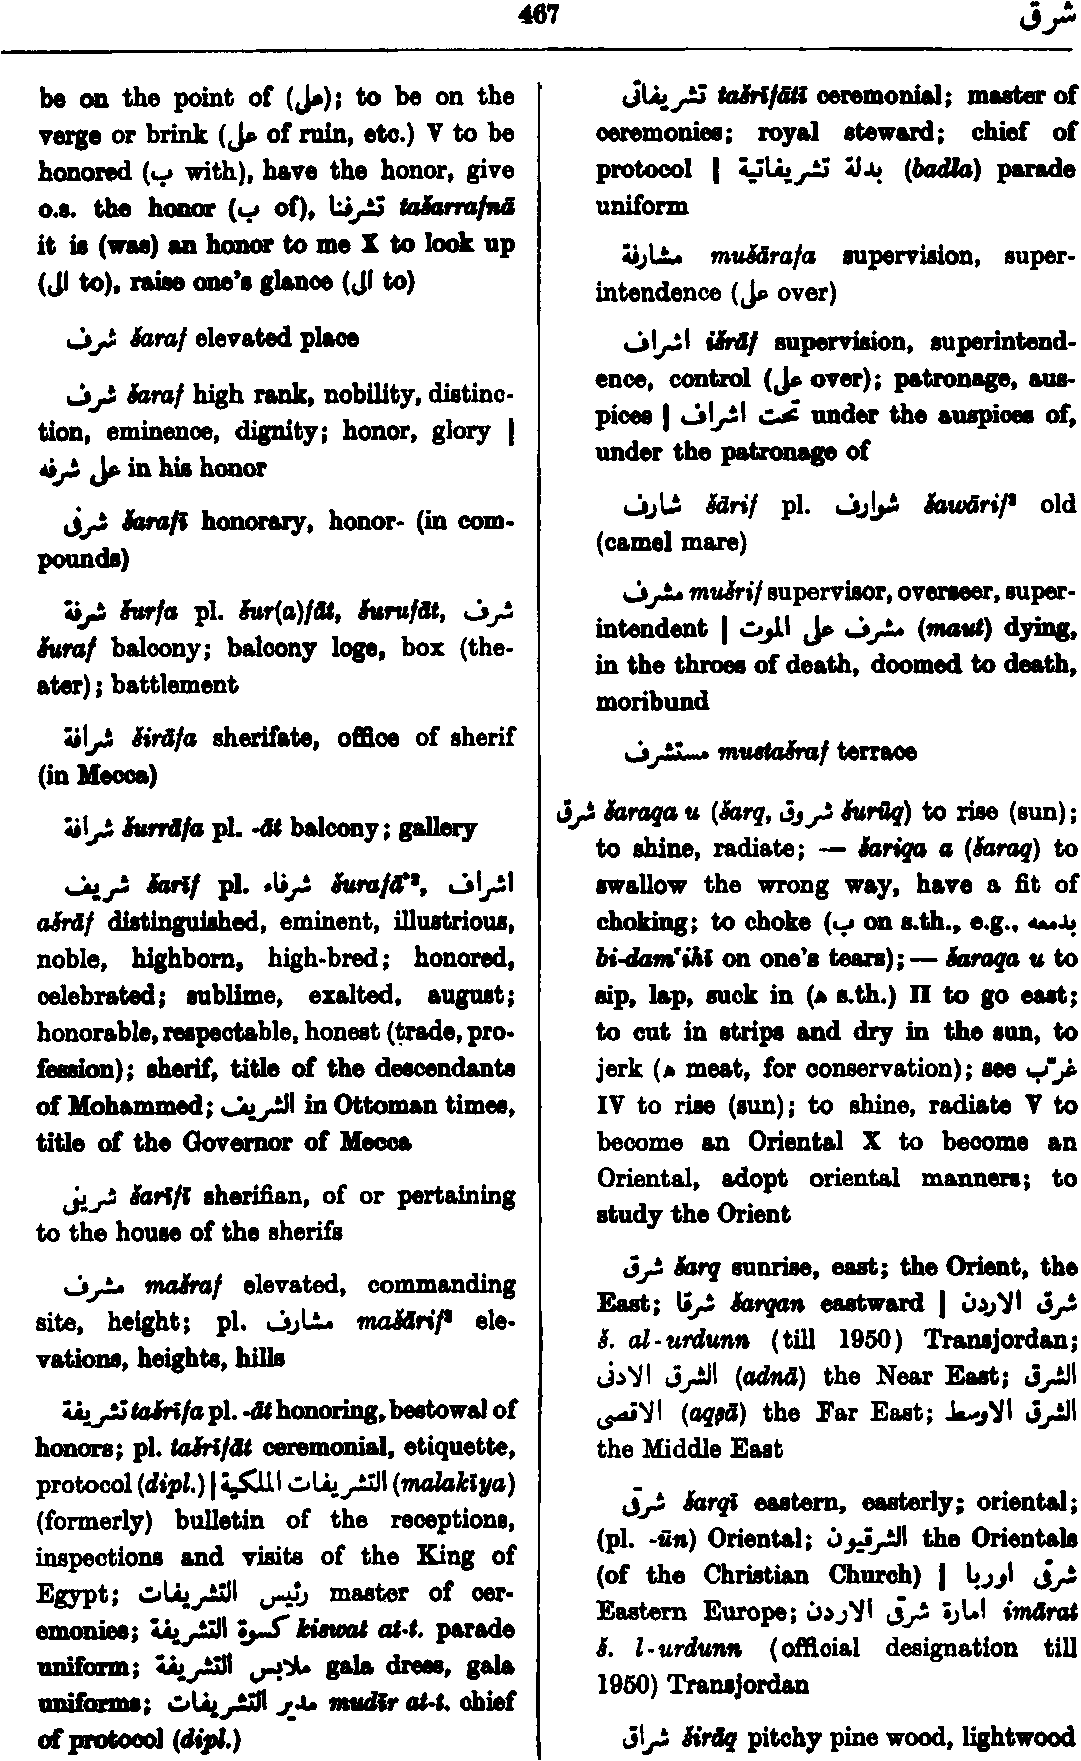 467
شرق
be on the point of (على); to be on the
verge or brink (على of ruin, etc.) V to be
honored (ب with), have the honor, give
o.s. the honor (ب of), تشرفنا tašarrafnā
it is (was) an honor to me X to look up
(الى to), raise one's glance (الى to)
شرف šaraf elevated place
شرف šaraf high rank, nobility, distinc-
tion, eminence, dignity; honor, glory |
على شرفه in his honor
شرفى šarafī honorary, honor- (in com-
pounds)
شرفة šurfa pl. šur(a)fāt, šurufāt, شرف
šuraf balcony; balcony loge, box (the-
ater); battlement
شرافة širāfa sherifate, office of sherif
(in Mecca)
شرافة šurrāfa pl. -āt balcony; gallery
شريف šarīf pl. شرفاء šurafā'², اشراف
ašrāf distinguished, eminent, illustrious,
noble, highborn, high-bred; honored,
celebrated; sublime, exalted, august;
honorable, respectable, honest (trade, pro-
fession); sherif, title of the descendants
of Mohammed; الشريف in Ottoman times,
title of the Governor of Mecca
شريفى šarīfī sherifian, of or pertaining
to the house of the sherifs
مشرف mašraf elevated, commanding
site, height; pl. مشارف mašārif² ele-
vations, heights, hills
تشريفة tašrīfa pl. -āt honoring, bestowal of
honors; pl. tašrīfāt ceremonial, etiquette,
protocol (dipl.) | التشريفات الملكية (malakīya)
(formerly) bulletin of the receptions,
inspections and visits of the King of
Egypt; رئيس التشريفات master of cer-
emonies; كسوة التشريفة kiswat at-t. parade
uniform; ملابس التشريفة gala dress, gala
uniforms; مدير التشريفات mudīr at-t. chief
of protocol (dipl.)
تشريفاتى tašrīfātī ceremonial; master of
ceremonies; royal steward; chief of
protocol | بدلة تشريفاتية (badla) parade
uniform
مشارفة mušārafa supervision, super-
intendence (على over)
اشراف išrāf supervision, superintend-
ence, control (على over); patronage, aus-
pices | تحت اشراف under the auspices of,
under the patronage of
شارف šārif pl. شوارف šawārif² old
(camel mare)
مشرف mušrif supervisor, overseer, super-
intendent | مشرف على الموت (maut) dying,
in the throes of death, doomed to death,
moribund
مستشرف mustašraf terrace
شرق šaraqa u (šarq, شروق šurūq) to rise (sun);
to shine, radiate; — šariqa a (šaraq) to
swallow the wrong way, have a fit of
choking; to choke (ب on s.th., e.g., بدمعه
bi-dam'ihī on one's tears); — šaraqa u to
sip, lap, suck in (ه s.th.) II to go east;
to cut in strips and dry in the sun, to
jerk (ه meat, for conservation); see غرّب
IV to rise (sun); to shine, radiate V to
become an Oriental X to become an
Oriental, adopt oriental manners; to
study the Orient
شرق šarq sunrise, east; the Orient, the
East; شرقا šarqan eastward | شرق الاردن
š. al-urdunn (till 1950) Transjordan;
الشرق الادنى (adnā) the Near East; الشرق
الاقصى (aqṣā) the Far East; الشرق الاوسط
the Middle East
شرقى šarqī eastern, easterly; oriental;
(pl. -ūn) Oriental; الشرقيون the Orientals
(of the Christian Church) | شرقى اوربا
Eastern Europe; امارة شرقى الاردن imārat
š. l-urdunn (official designation till
1950) Transjordan
شراق širāq pitchy pine wood, lightwood